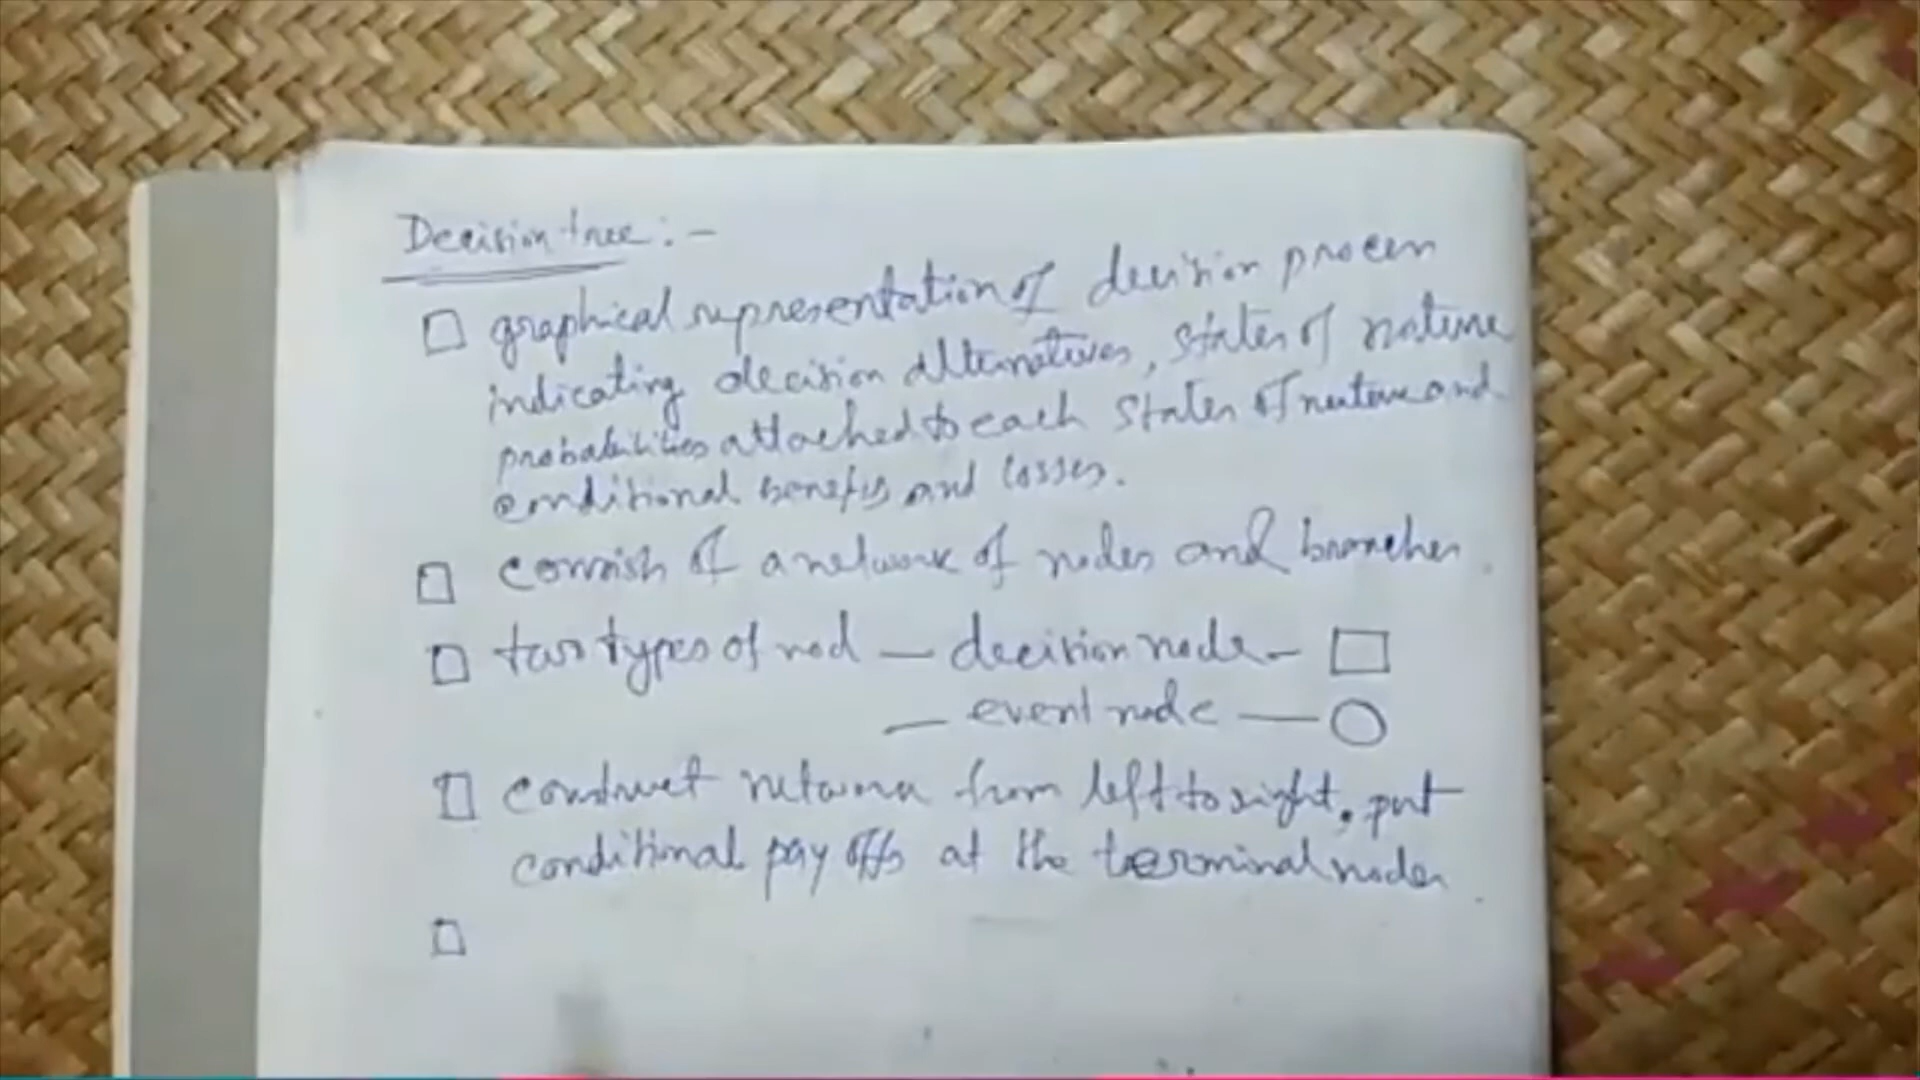 Decision tree :-
□ graphical representation of decision process
indicating decision alternatives, states of nature
probabilities attached to each states of nature and
conditional benefits and losses.
□ consists of a network of nodes and branches.
□ two types of nod — decision node - □
— event node — ○
□ construct network from left to right, put
conditional pay offs at the terminal nodes
□